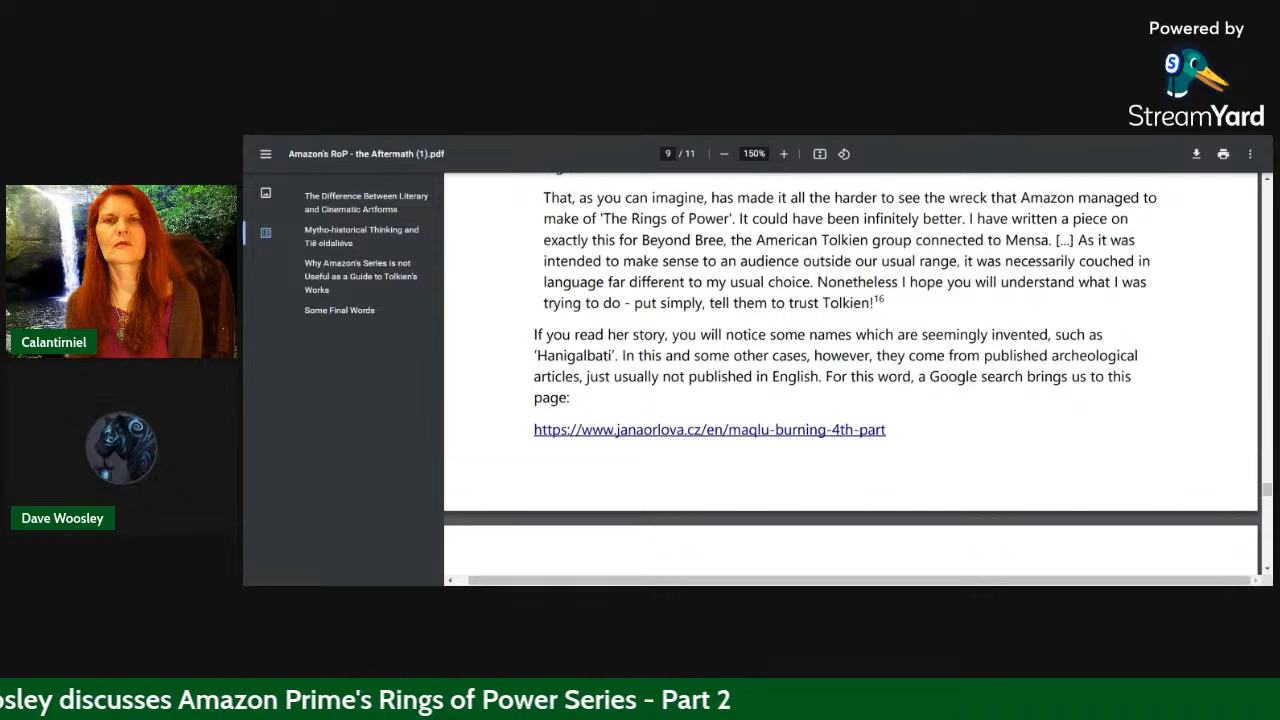 Powered by
S
StreamYard
Amazon's RoP - the Aftermath (1).pdf
9 / 11
150%
The Difference Between Literary
and Cinematic Artforms
Mytho-historical Thinking and
Tië eldaliéva
Why Amazon's Series is not
Useful as a Guide to Tolkien's
Works
Some Final Words
That, as you can imagine, has made it all the harder to see the wreck that Amazon managed to
make of 'The Rings of Power'. It could have been infinitely better. I have written a piece on
exactly this for Beyond Bree, the American Tolkien group connected to Mensa. [...] As it was
intended to make sense to an audience outside our usual range, it was necessarily couched in
language far different to my usual choice. Nonetheless I hope you will understand what I was
trying to do - put simply, tell them to trust Tolkien!16
If you read her story, you will notice some names which are seemingly invented, such as
‘Hanigalbati’. In this and some other cases, however, they come from published archeological
articles, just usually not published in English. For this word, a Google search brings us to this
page:
https://www.janaorlova.cz/en/maqlu-burning-4th-part
Calantirniel
Dave Woosley
osley discusses Amazon Prime's Rings of Power Series - Part 2